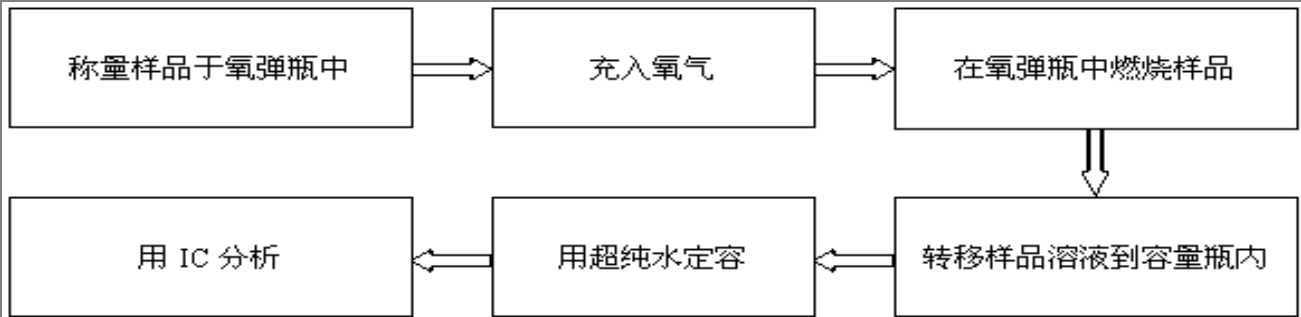 称量样品于氧弹瓶中
充入氧气
在氧弹瓶中燃烧样品
转移样品溶液到容量瓶内
用超纯水定容
用 IC 分析